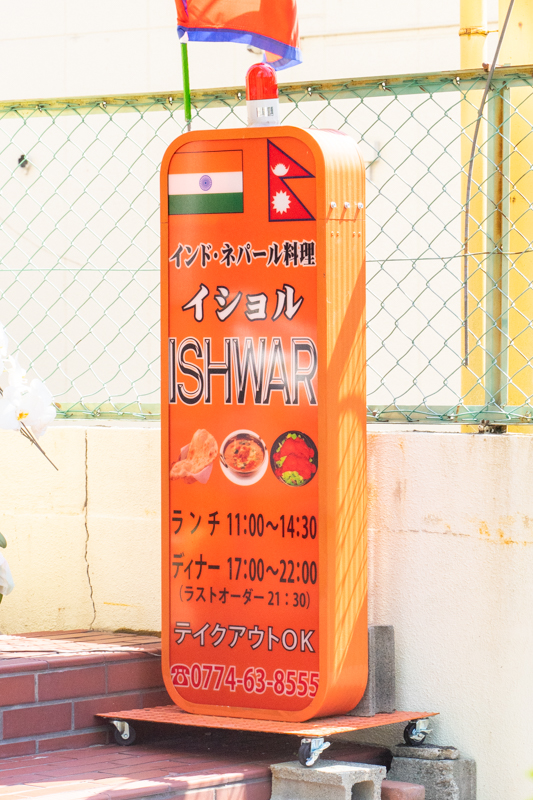 インド・ネパール料理
イショル
ISHWAR
ランチ 11:00～14:30
ディナー 17:00～22:00
（ラストオーダー 21：30）
テイクアウトOK
☎0774-63-8555